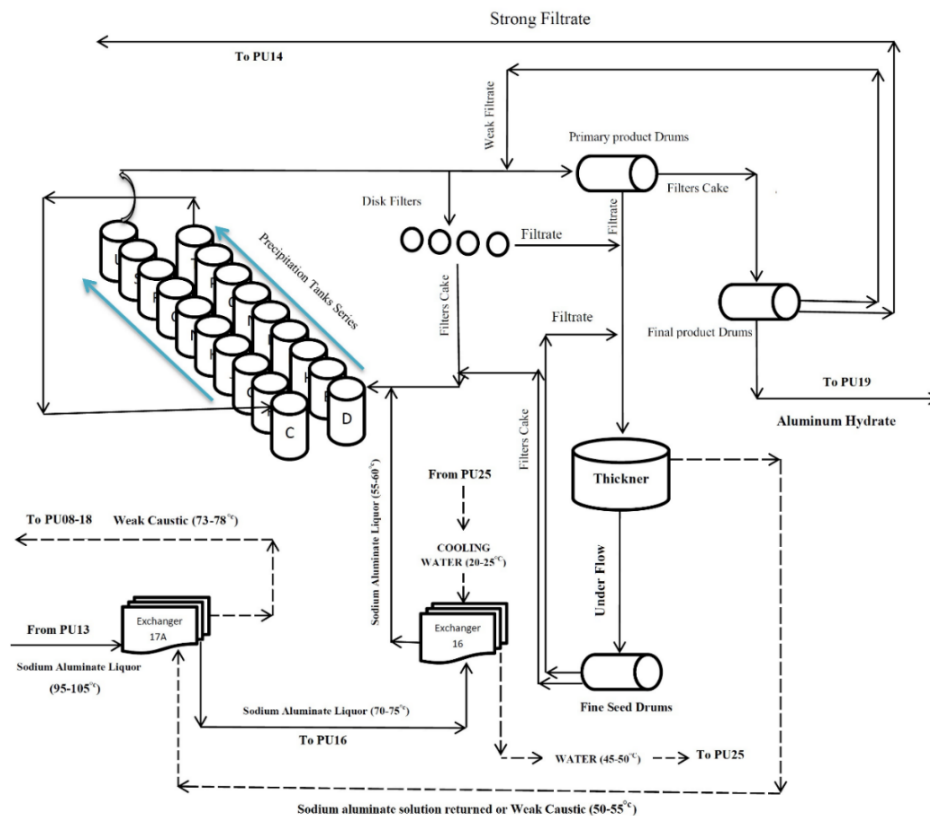 Strong Filtrate
To PU14
Weak Filtrate
Primary product Drums
Filters Cake
Disk Filters
Filtrate
Filtrate
Precipitation Tanks Series
Filters Cake
Final product Drums
Filtrate
To PU19
Aluminum Hydrate
C
D
Filters Cake
Thickner
From PU25
Sodium Aluminate Liquor (55-60°c)
To PU08-18
Weak Caustic (73-78°c)
COOLING
WATER (20-25°C)
Under Flow
Exchanger
17A
Exchanger
16
From PU13
Sodium Aluminate Liquor
(95-105°c)
Fine Seed Drums
Sodium Aluminate Liquor (70-75°c)
To PU16
WATER (45-50°C)
To PU25
Sodium aluminate solution returned or Weak Caustic (50-55°c)